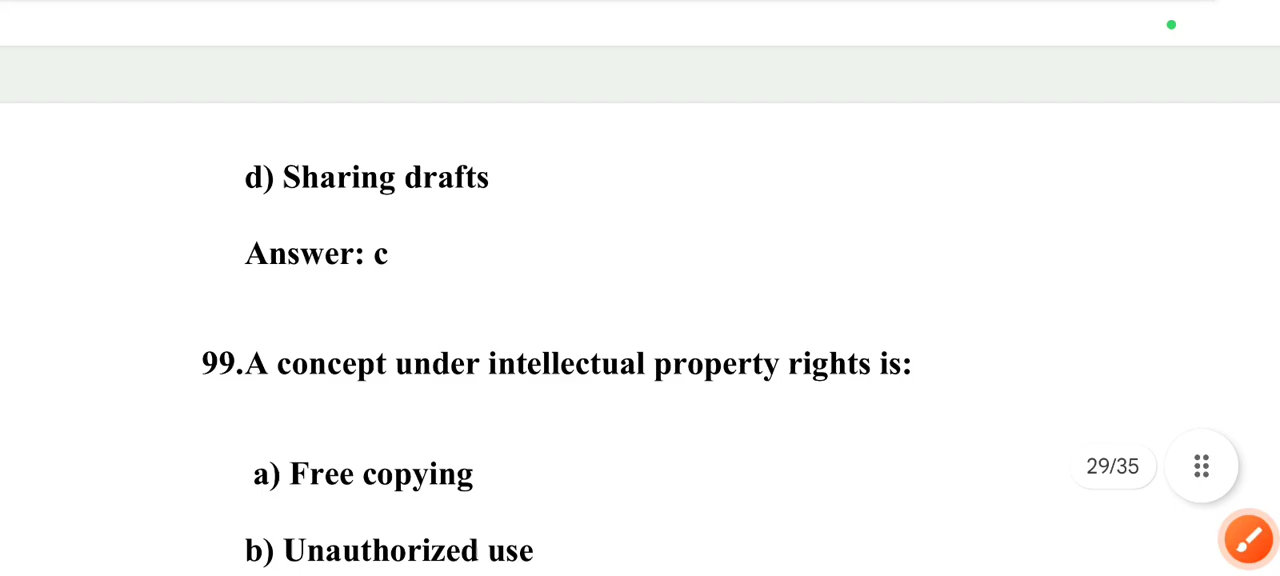 d) Sharing drafts
Answer: c
99.A concept under intellectual property rights is:
a) Free copying
29/35
b) Unauthorized use